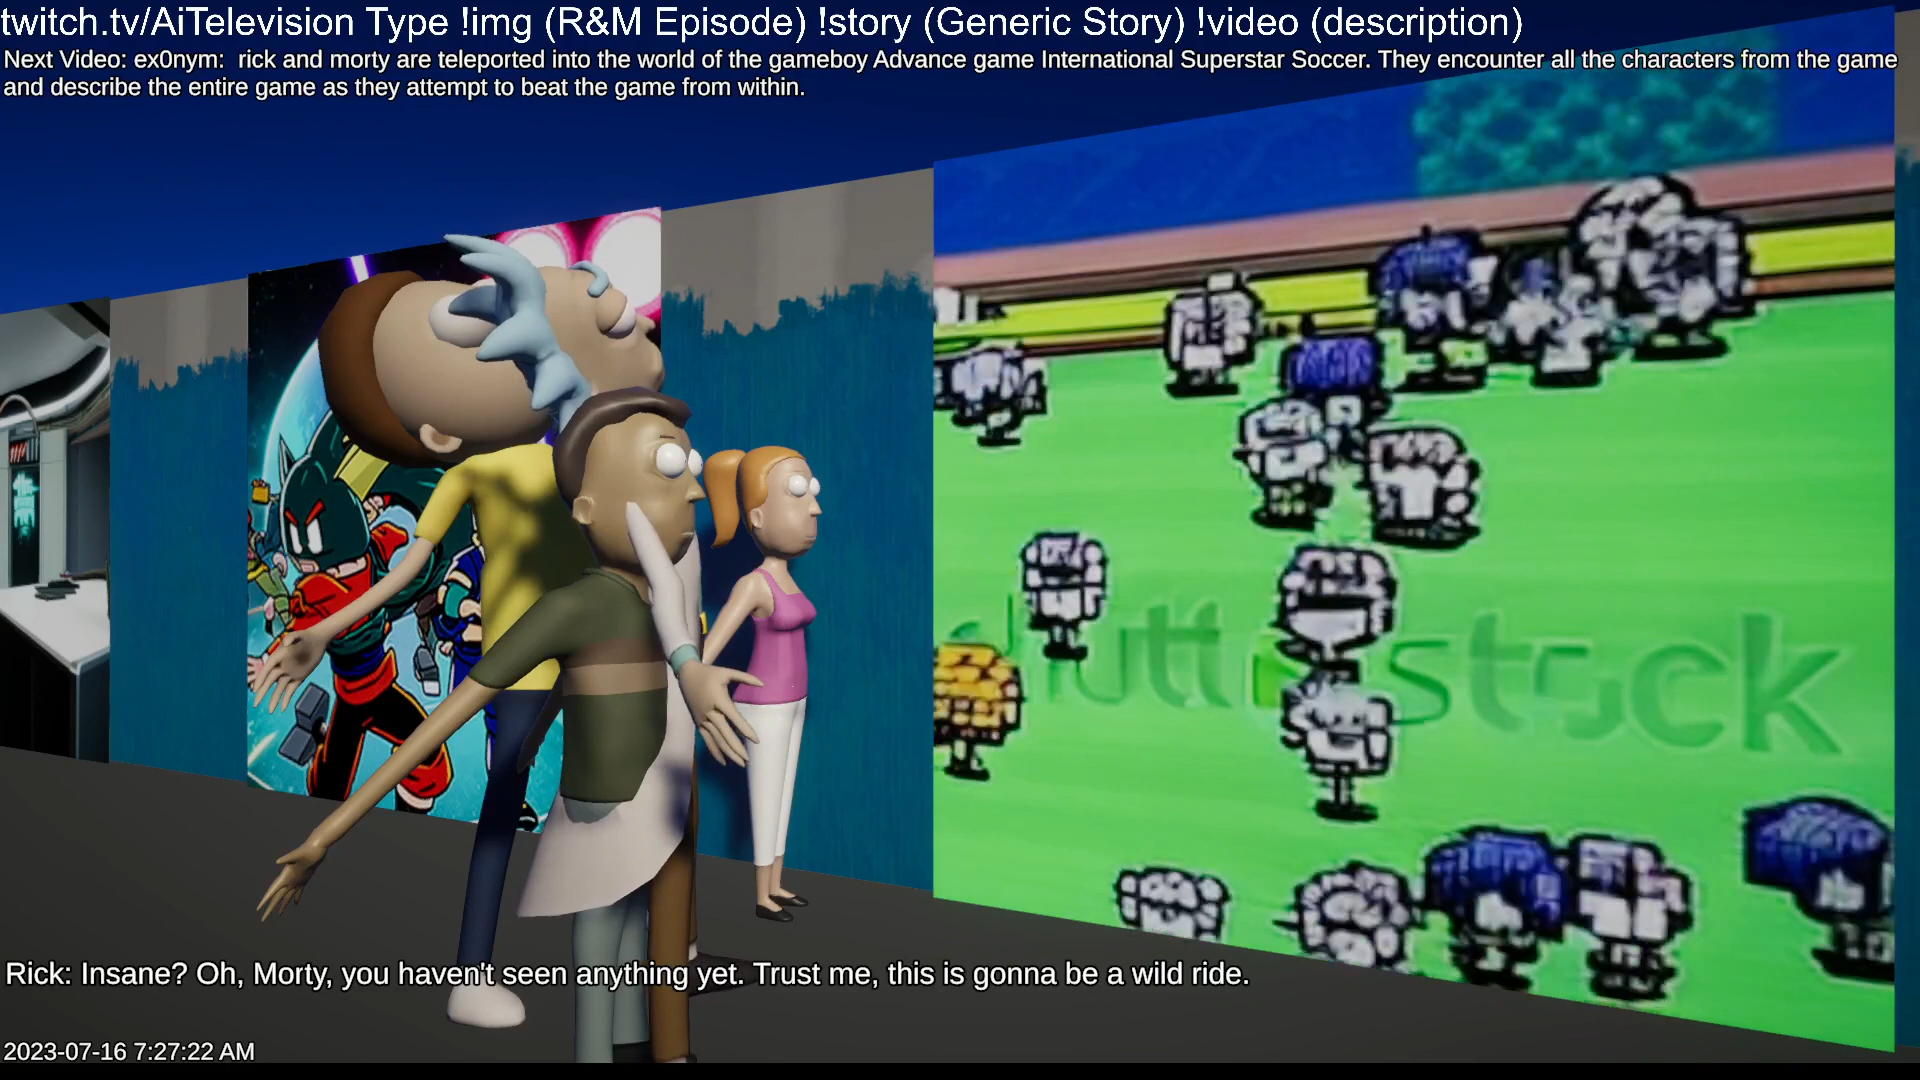 twitch.tv/AiTelevision Type !img (R&M Episode) !story (Generic Story) !video (description)
Next Video: ex0nym:  rick and morty are teleported into the world of the gameboy Advance game International Superstar Soccer. They encounter all the characters from the game
and describe the entire game as they attempt to beat the game from within.
Rick: Insane? Oh, Morty, you haven't seen anything yet. Trust me, this is gonna be a wild ride.
2023-07-16 7:27:22 AM